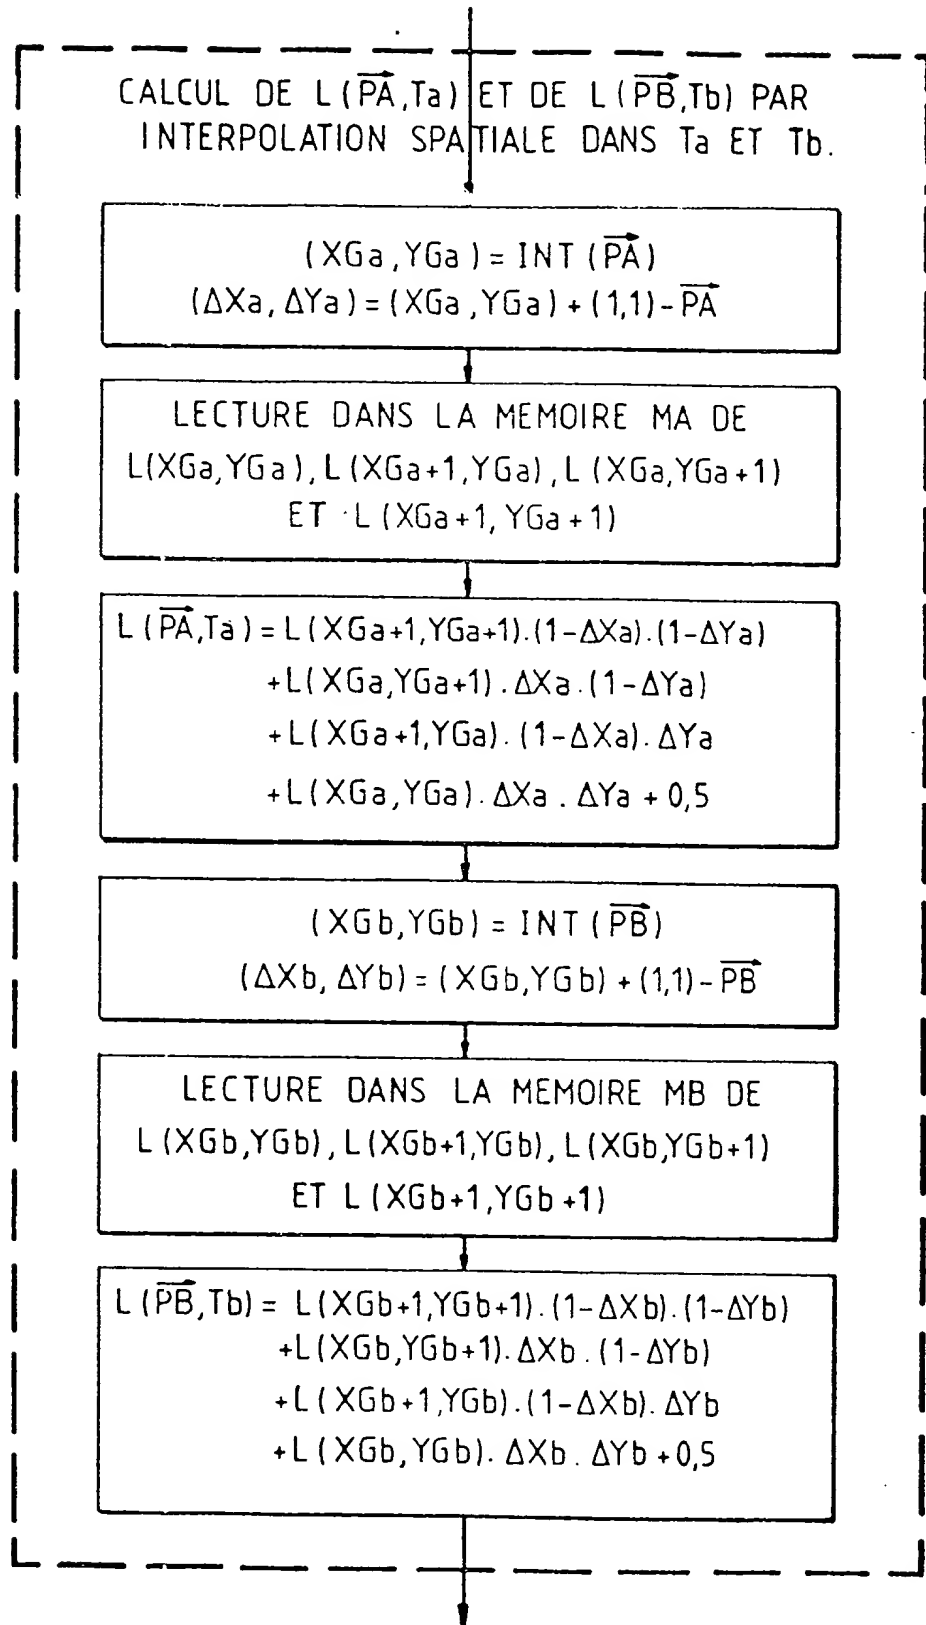 CALCUL DE L(PA,Ta) ET DE L(PB,Tb) PAR
INTERPOLATION SPATIALE DANS Ta ET Tb.
(XGa,YGa) = INT (PA)
(ΔXa, ΔYa) = (XGa,YGa) + (1,1) - PA
LECTURE DANS LA MEMOIRE MA DE
L(XGa,YGa), L(XGa+1,YGa), L(XGa,YGa+1)
ET L(XGa+1, YGa+1)
L(PA,Ta) = L(XGa+1,YGa+1).(1-ΔXa).(1-ΔYa)
+L(XGa,YGa+1).ΔXa.(1-ΔYa)
+L(XGa+1,YGa).(1-ΔXa).ΔYa
+L(XGa,YGa).ΔXa.ΔYa + 0,5
(XGb,YGb) = INT (PB)
(ΔXb, ΔYb) = (XGb,YGb) + (1,1) - PB
LECTURE DANS LA MEMOIRE MB DE
L(XGb,YGb), L(XGb+1,YGb), L(XGb,YGb+1)
ET L(XGb+1,YGb+1)
L(PB,Tb) = L(XGb+1,YGb+1).(1-ΔXb).(1-ΔYb)
+L(XGb,YGb+1).ΔXb.(1-ΔYb)
+L(XGb+1,YGb).(1-ΔXb).ΔYb
+L(XGb,YGb).ΔXb.ΔYb + 0,5